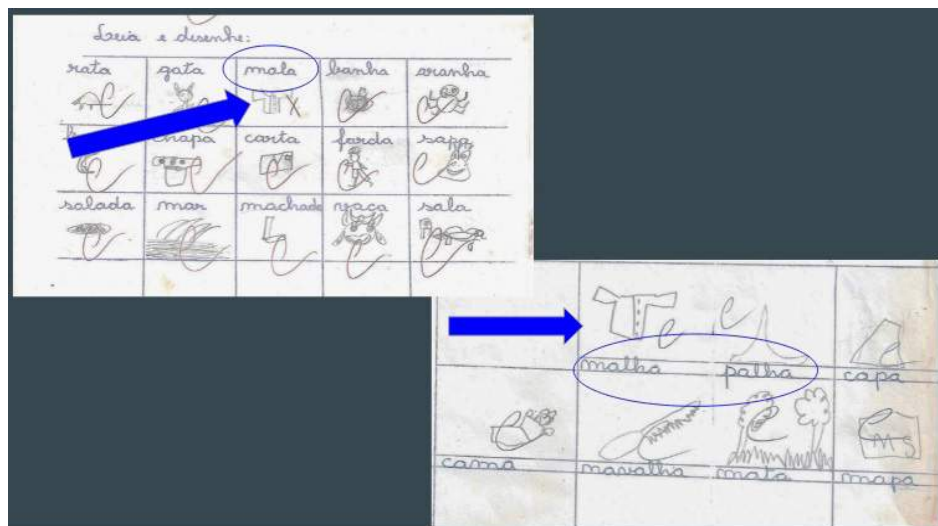 Leia e desenhe:
rata gata mala banha aranha
chapa carta farda sapo
salada mar machado vaca sala
malha palha capa
MS
cama navalha mata mapa